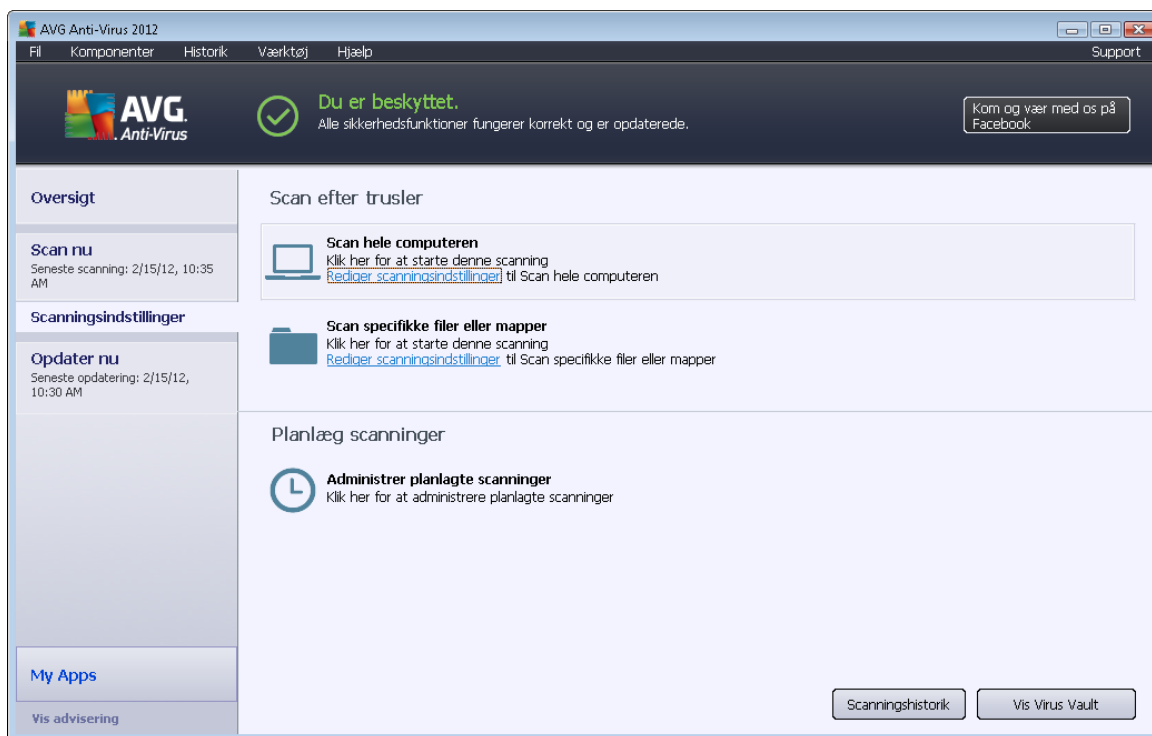 AVG Anti-Virus 2012
Fil Komponenter Historik Værktøj Hjælp Support
AVG.
Anti-Virus
Du er beskyttet.
Alle sikkerhedsfunktioner fungerer korrekt og er opdaterede.
Kom og vær med os på
Facebook
Oversigt
Scan nu
Seneste scanning: 2/15/12, 10:35
AM
Scanningsindstillinger
Opdater nu
Seneste opdatering: 2/15/12,
10:30 AM
My Apps
Vis advisering
Scan efter trusler
Scan hele computeren
Klik her for at starte denne scanning
Rediger scanningsindstillinger til Scan hele computeren
Scan specifikke filer eller mapper
Klik her for at starte denne scanning
Rediger scanningsindstillinger til Scan specifikke filer eller mapper
Planlæg scanninger
Administrer planlagte scanninger
Klik her for at administrere planlagte scanninger
Scanningshistorik
Vis Virus Vault